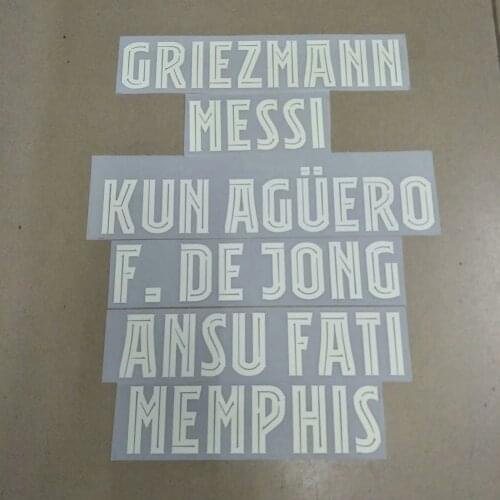 GRIEZMANN
MESSI
KUN AGÜERO
F. DE JONG
ANSU FATI
MEMPHIS